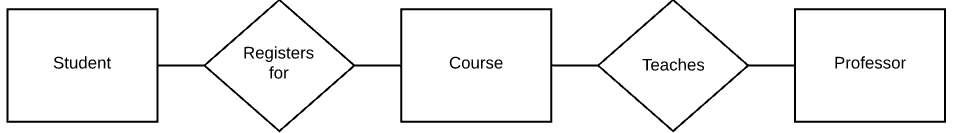 Student
Registers
for
Course
Teaches
Professor